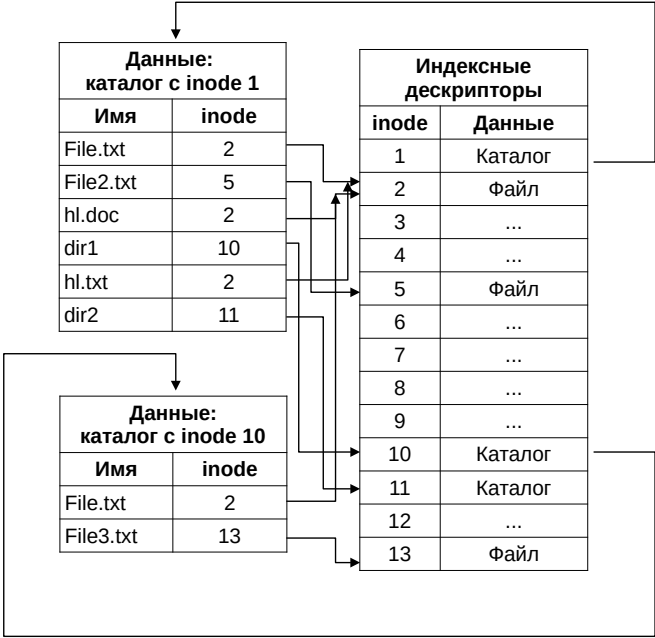 Данные:
каталог с inode 1
Имя inode
File.txt 2
File2.txt 5
hl.doc 2
dir1 10
hl.txt 2
dir2 11
Данные:
каталог с inode 10
Имя inode
File.txt 2
File3.txt 13
Индексные
дескрипторы
inode Данные
1 Каталог
2 Файл
3 ...
4 ...
5 Файл
6 ...
7 ...
8 ...
9 ...
10 Каталог
11 Каталог
12 ...
13 Файл